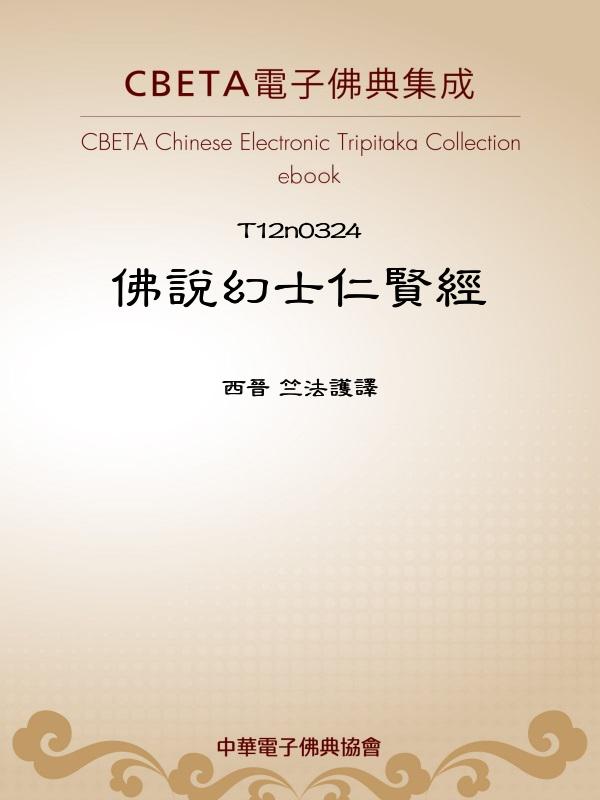 CBETA電子佛典集成
CBETA Chinese Electronic Tripitaka Collection
ebook
T12n0324
佛說幻士仁賢經
西晉 竺法護譯
中華電子佛典協會